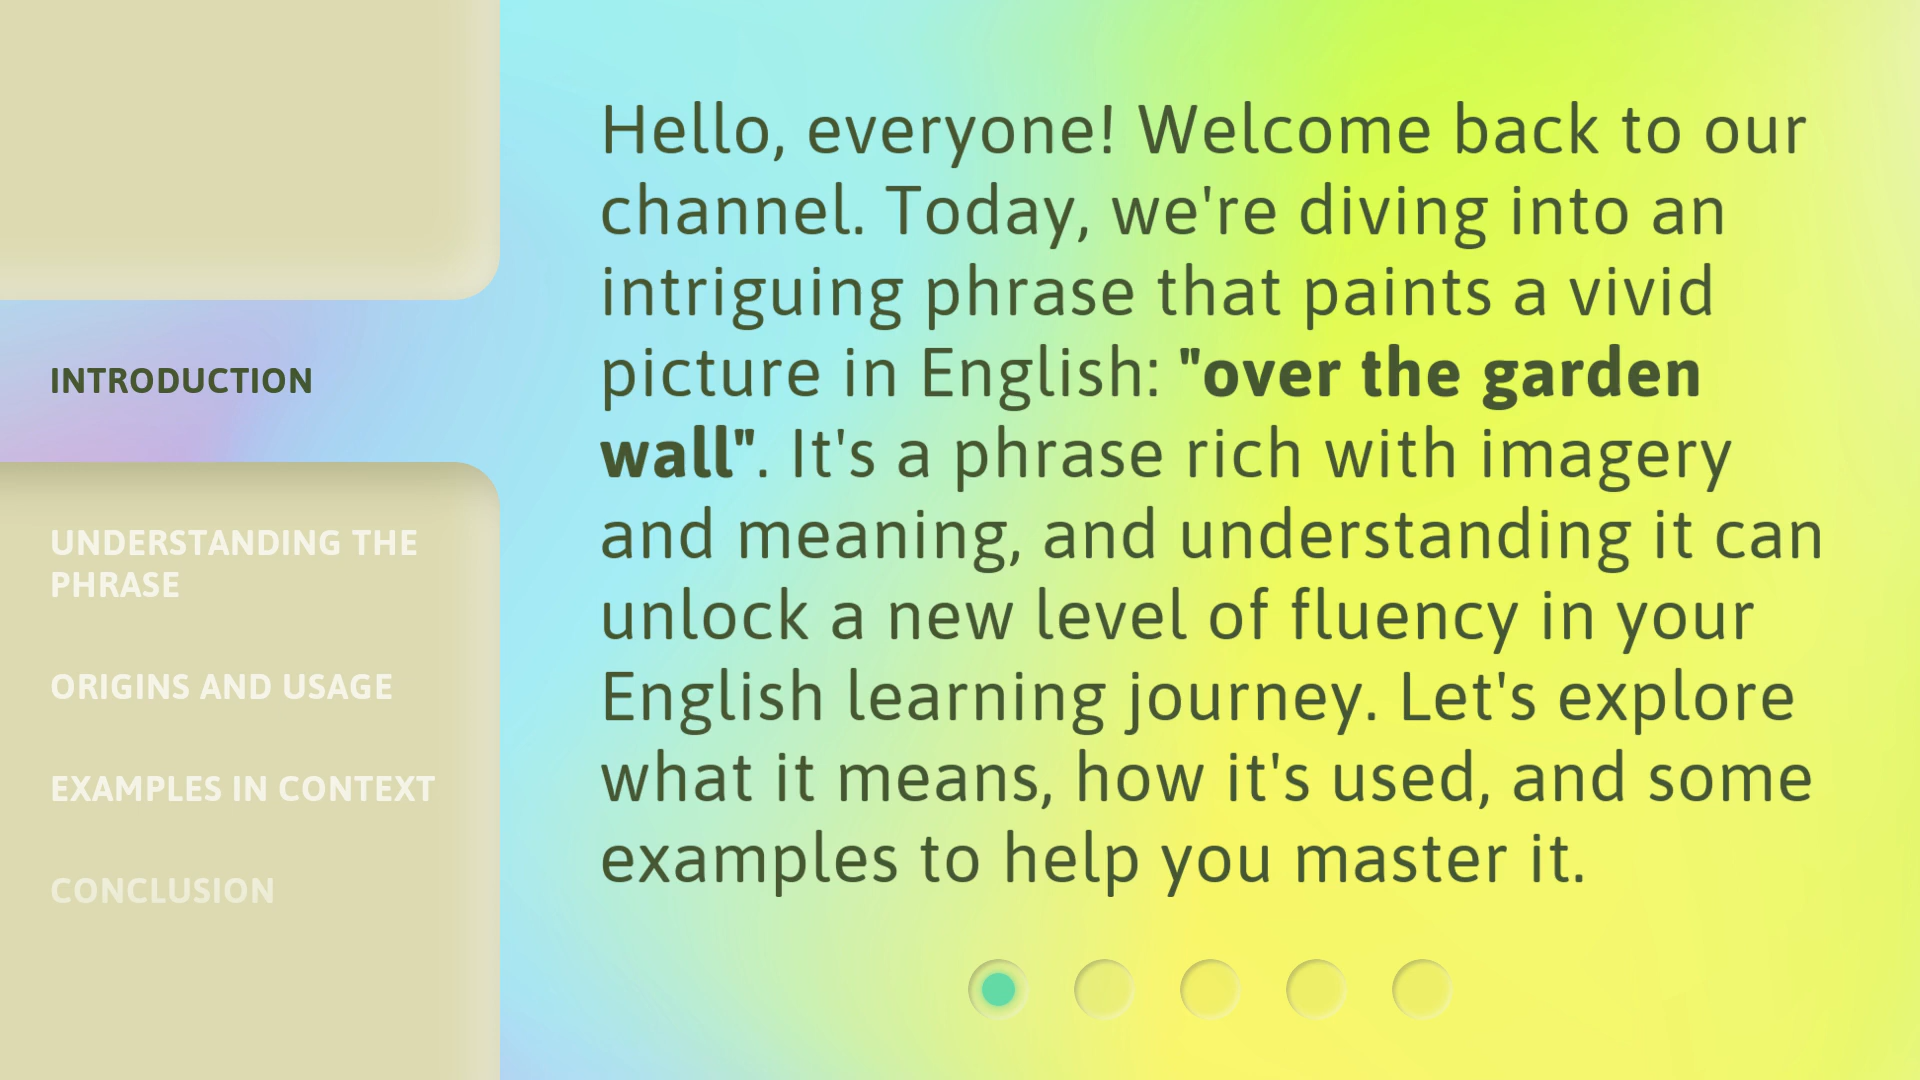 INTRODUCTION
UNDERSTANDING THE
PHRASE
ORIGINS AND USAGE
EXAMPLES IN CONTEXT
CONCLUSION
Hello, everyone! Welcome back to our
channel. Today, we're diving into an
intriguing phrase that paints a vivid
picture in English: "over the garden
wall". It's a phrase rich with imagery
and meaning, and understanding it can
unlock a new level of fluency in your
English learning journey. Let's explore
what it means, how it's used, and some
examples to help you master it.